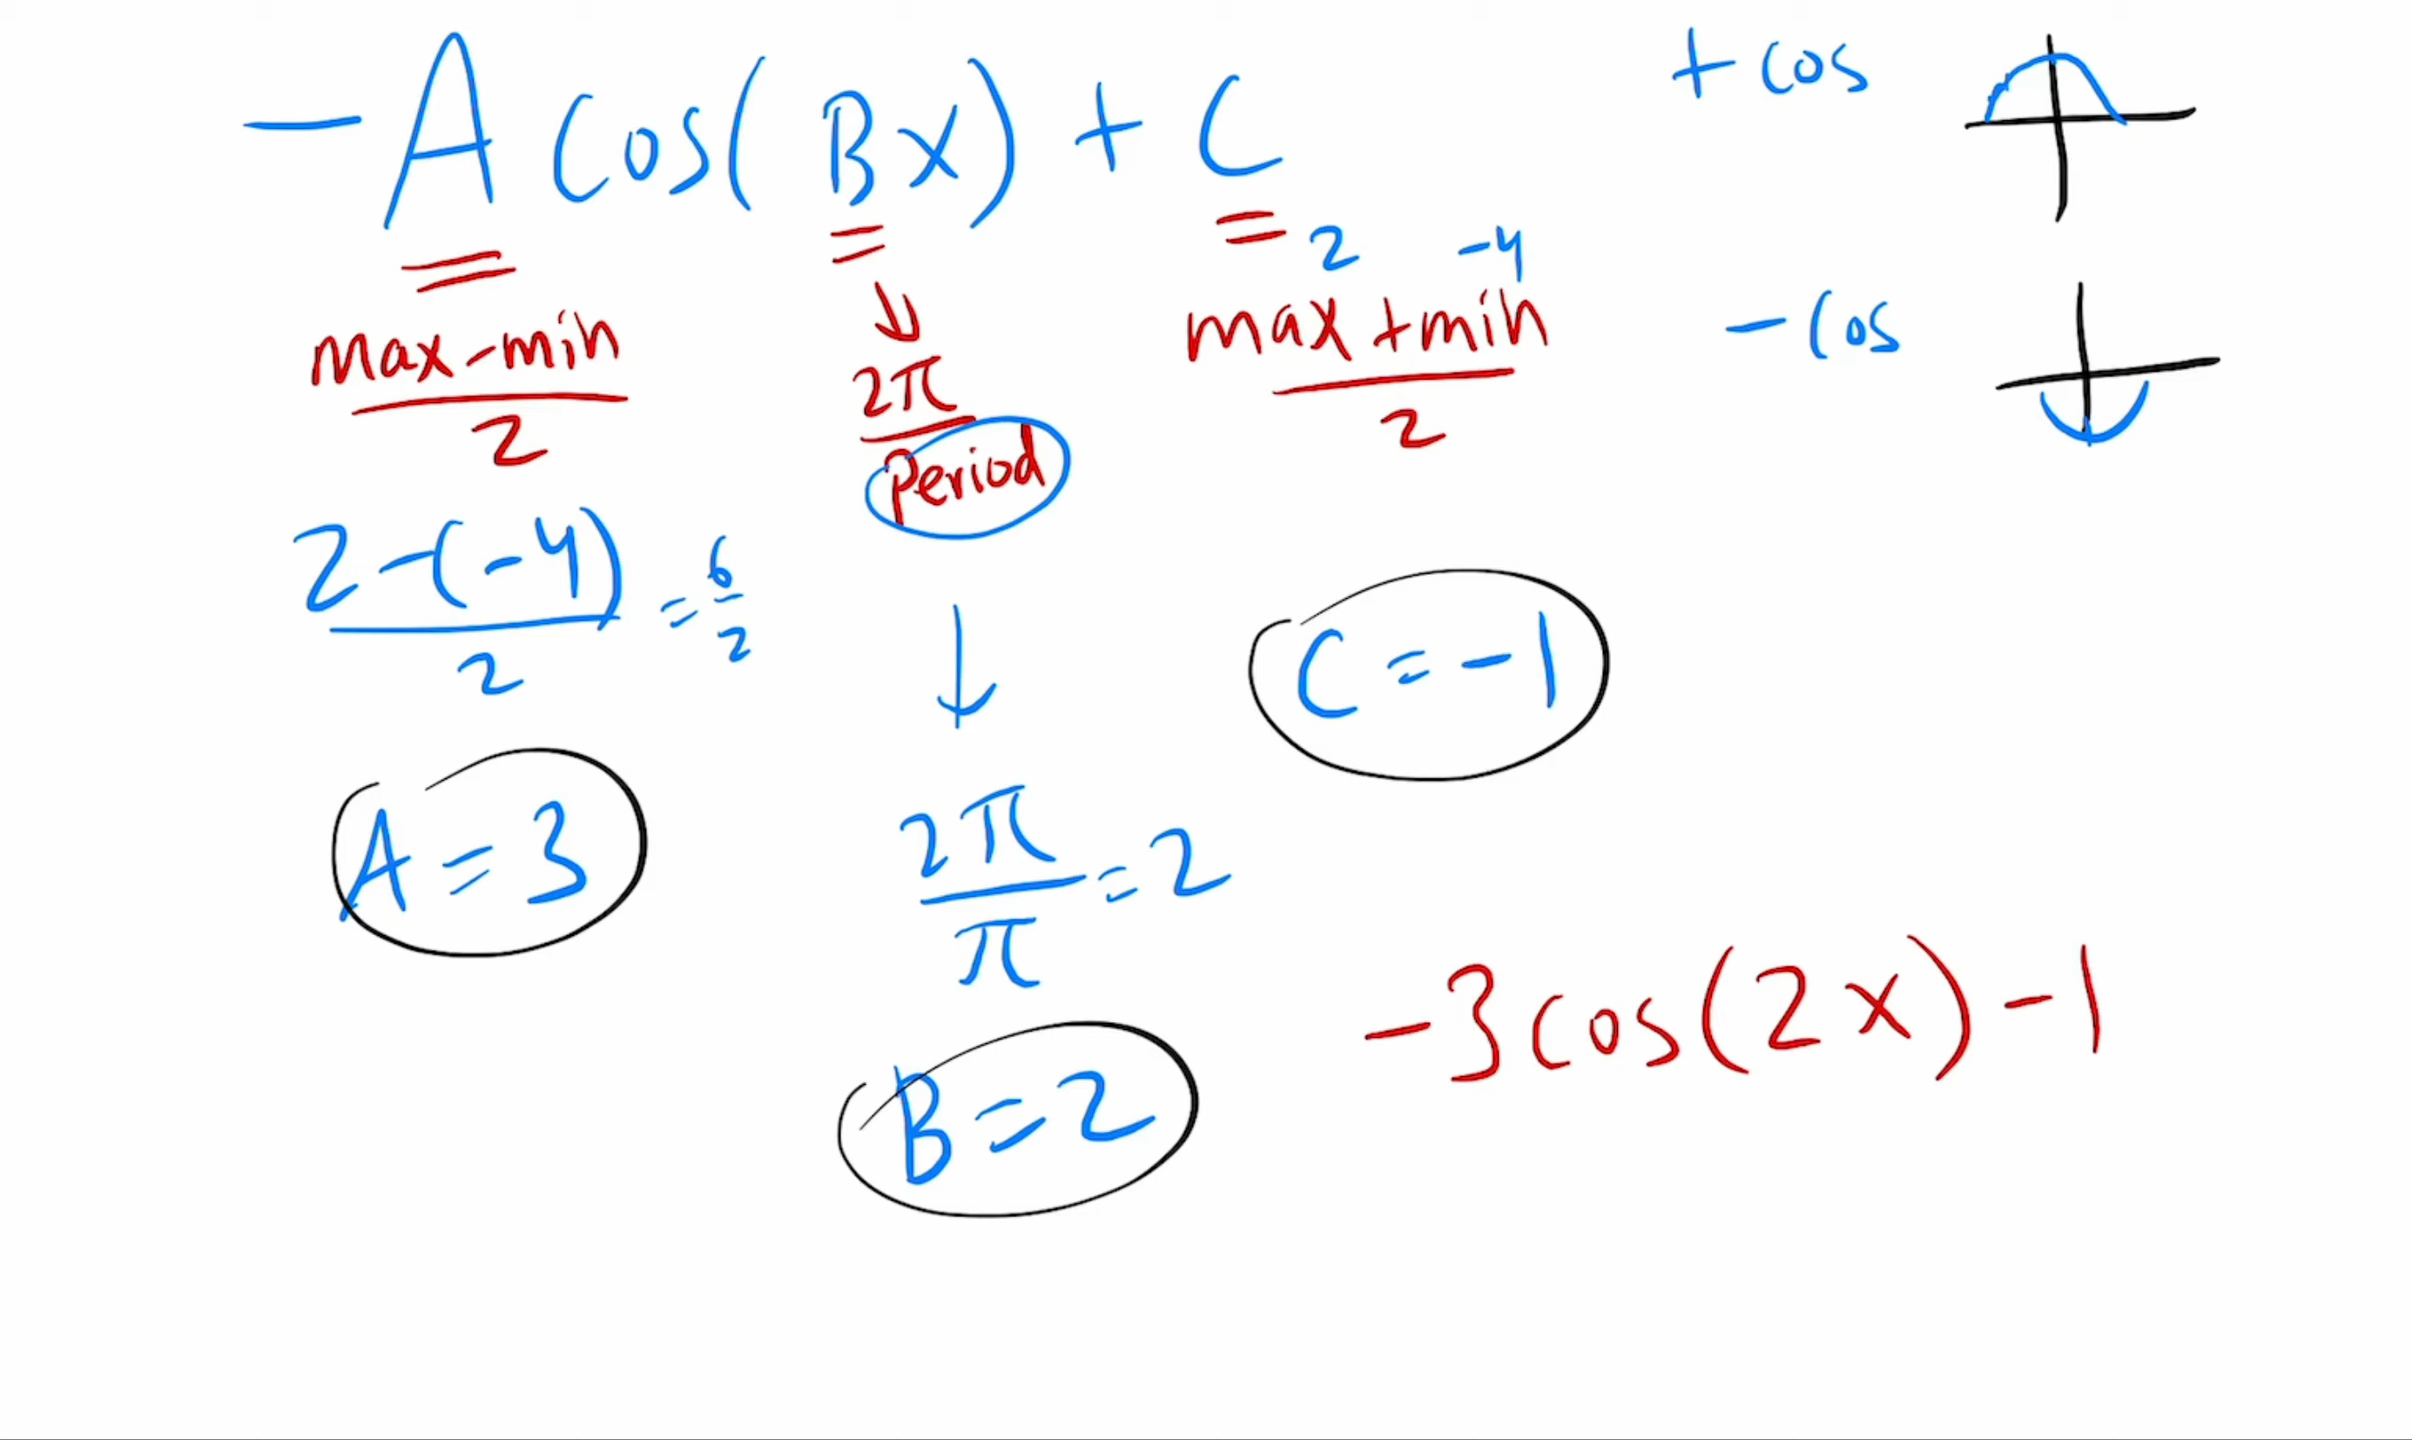 -A cos(Bx) + C
+ cos
2 -4
max-min
2
2π
Period
max+min
2
- cos
2-(-4)
2
= 6
2
C = -1
A = 3
2π
π
= 2
B = 2
-3cos(2x)-1